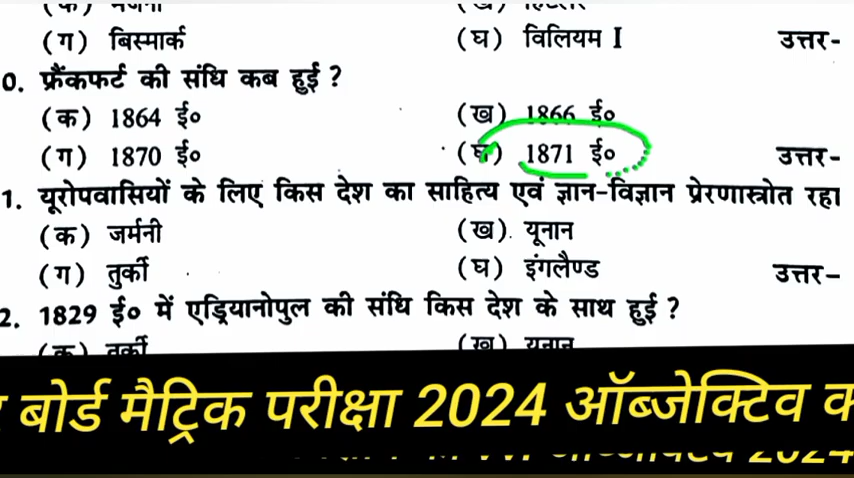 (ग) बिस्मार्क (घ) विलियम I उत्तर-
0. फ्रैंकफर्ट की संधि कब हुई ?
(क) 1864 ई० (ख) 1866 ई०
(ग) 1870 ई० (घ) 1871 ई० उत्तर-
1. यूरोपवासियों के लिए किस देश का साहित्य एवं ज्ञान-विज्ञान प्रेरणास्त्रोत रहा
(क) जर्मनी (ख). यूनान
(ग) तुर्की (घ) इंगलैण्ड उत्तर–
2. 1829 ई० में एड्रियानोपुल की संधि किस देश के साथ हुई ?
(क) तुर्की (ख) यूनान
बोर्ड मैट्रिक परीक्षा 2024 ऑब्जेक्टिव